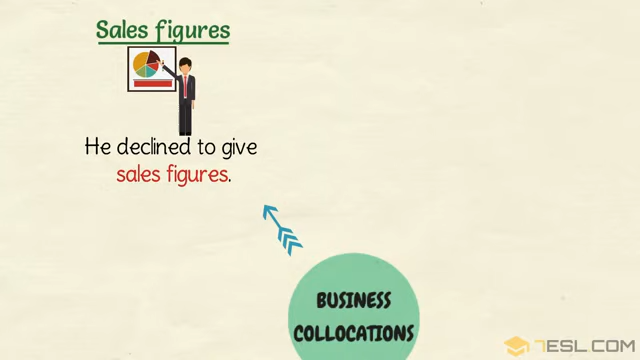 Sales figures
He declined to give
sales figures.
BUSINESS
COLLOCATIONS
7ESL.COM